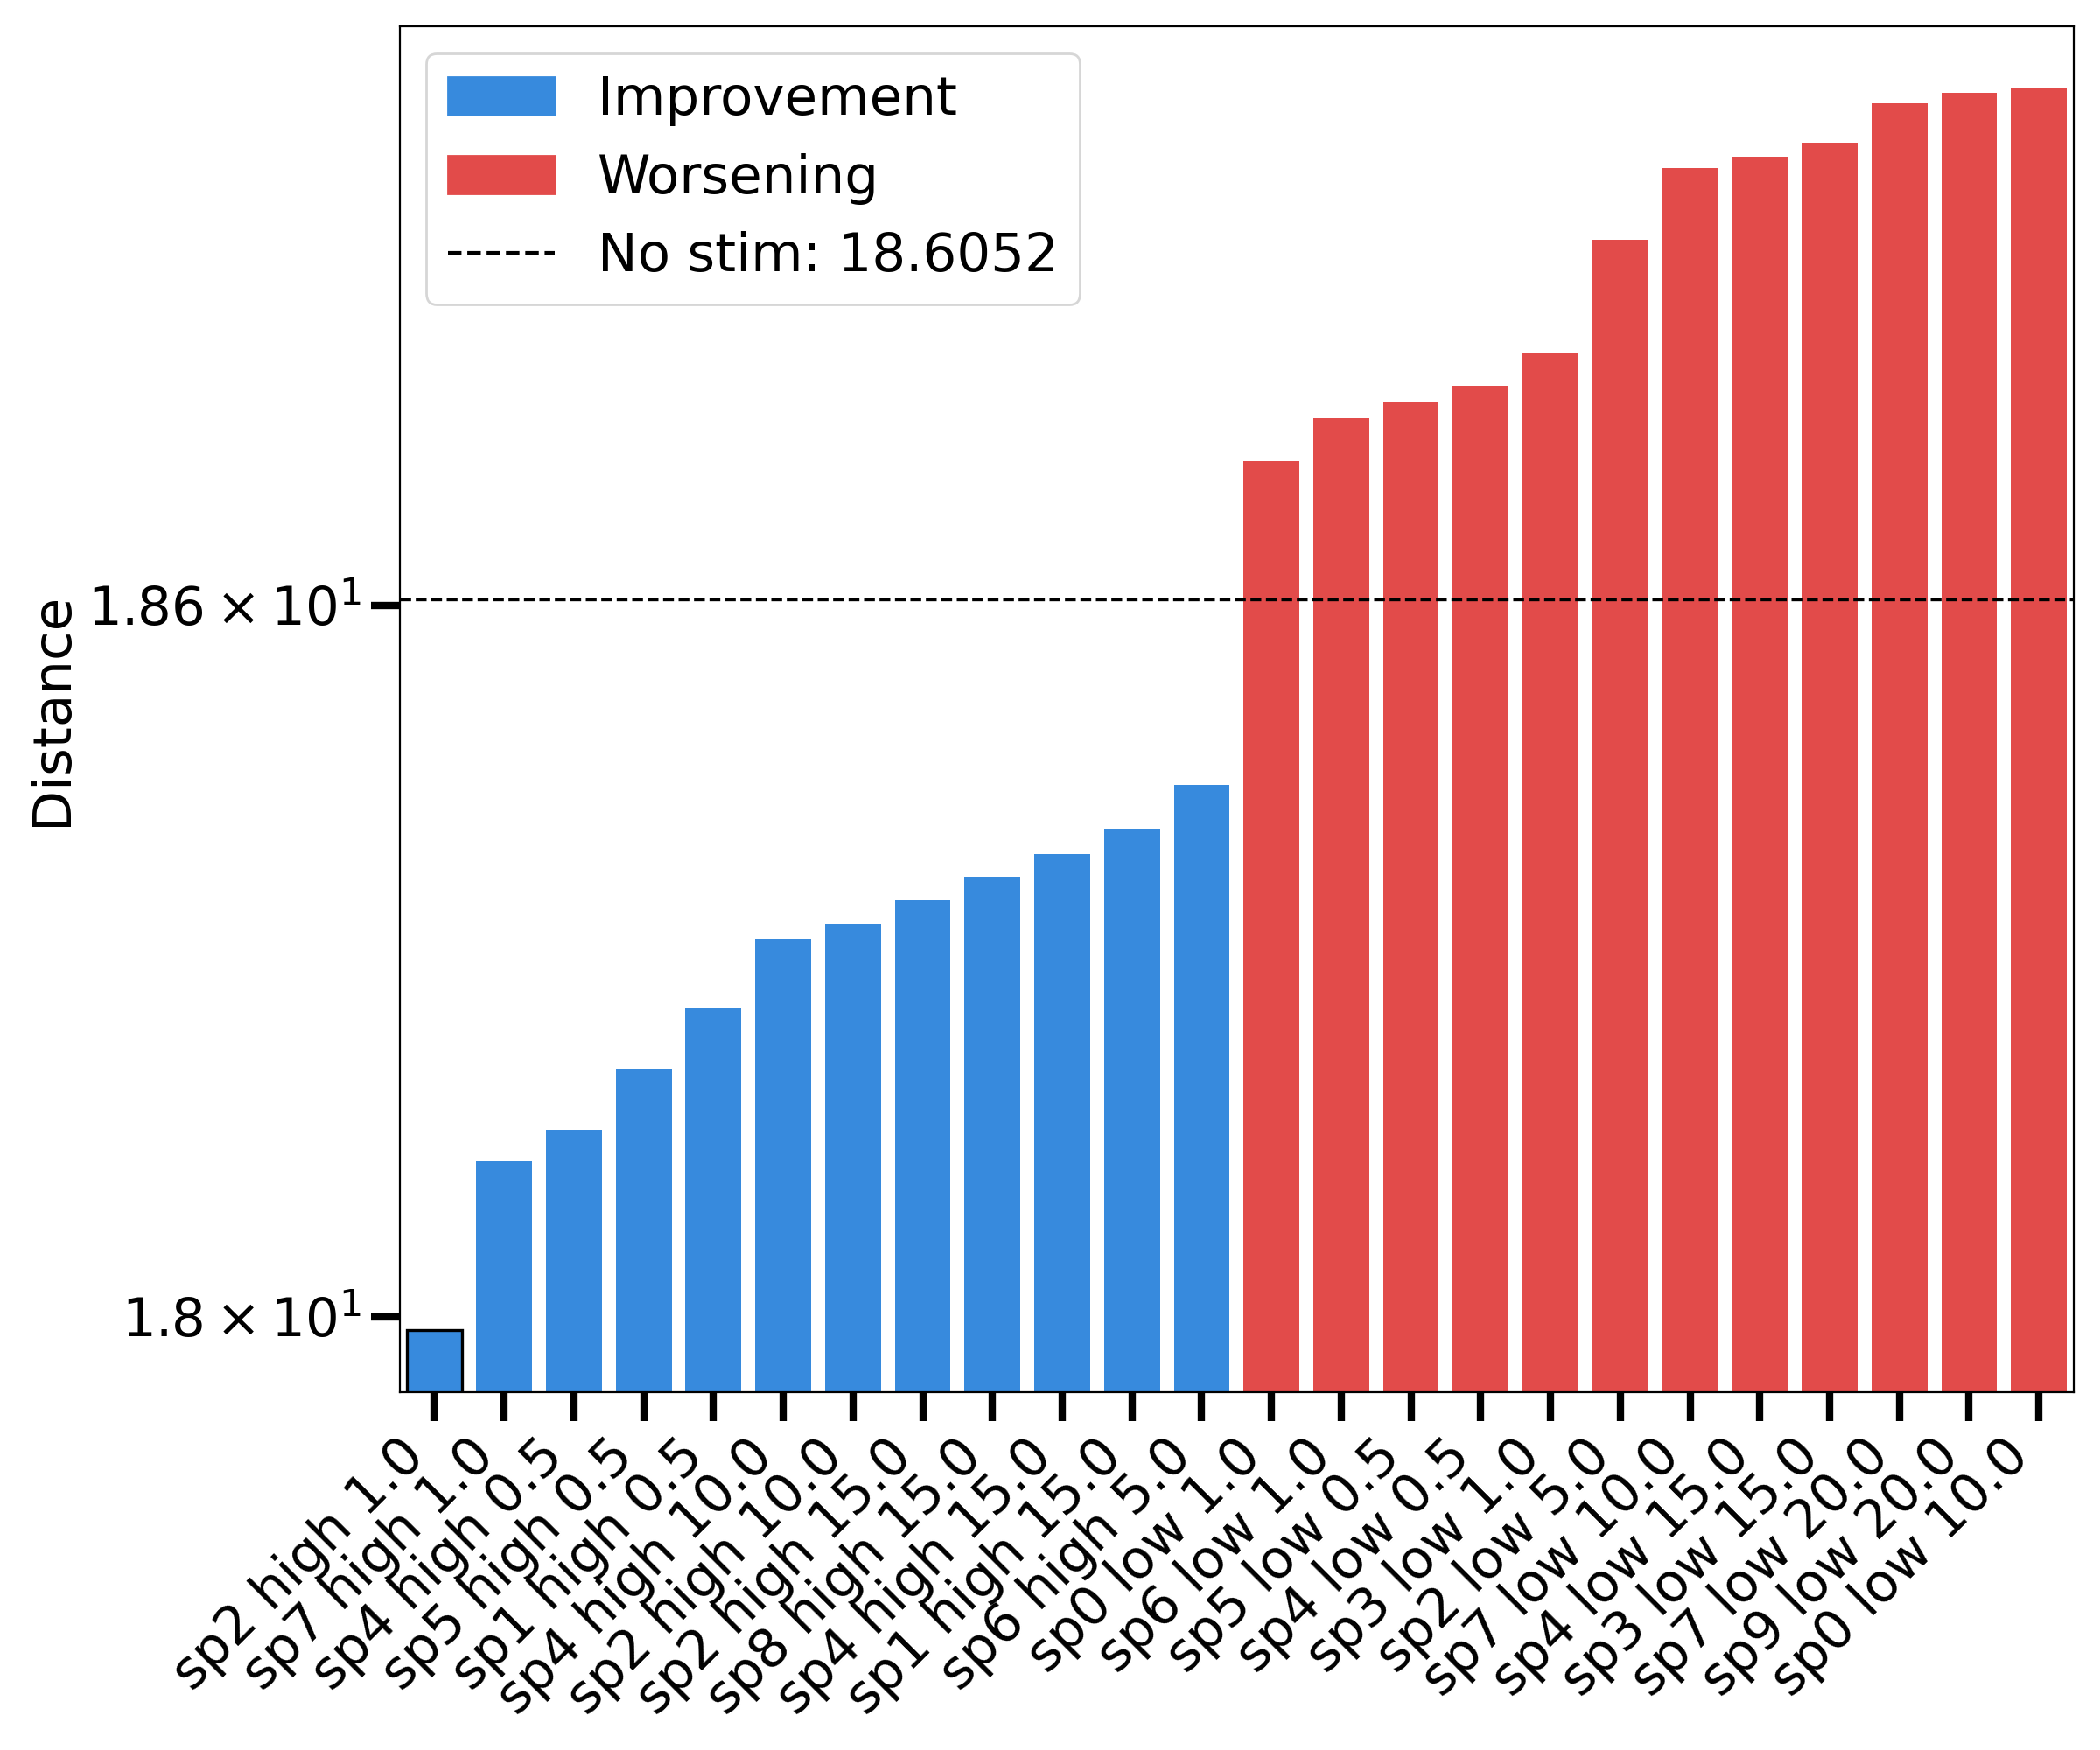 Improvement
Worsening
No stim: 18.6052
Distance
1.86 × 10¹
1.8 × 10¹
sp2 high 1.0
sp7 high 1.0
sp4 high 0.5
sp5 high 0.5
sp1 high 0.5
sp4 high 10.0
sp2 high 10.0
sp2 high 15.0
sp8 high 15.0
sp4 high 15.0
sp1 high 15.0
sp6 high 5.0
sp0 low 1.0
sp6 low 1.0
sp5 low 0.5
sp4 low 0.5
sp3 low 1.0
sp2 low 5.0
sp7 low 10.0
sp4 low 15.0
sp3 low 15.0
sp7 low 20.0
sp9 low 20.0
sp0 low 10.0